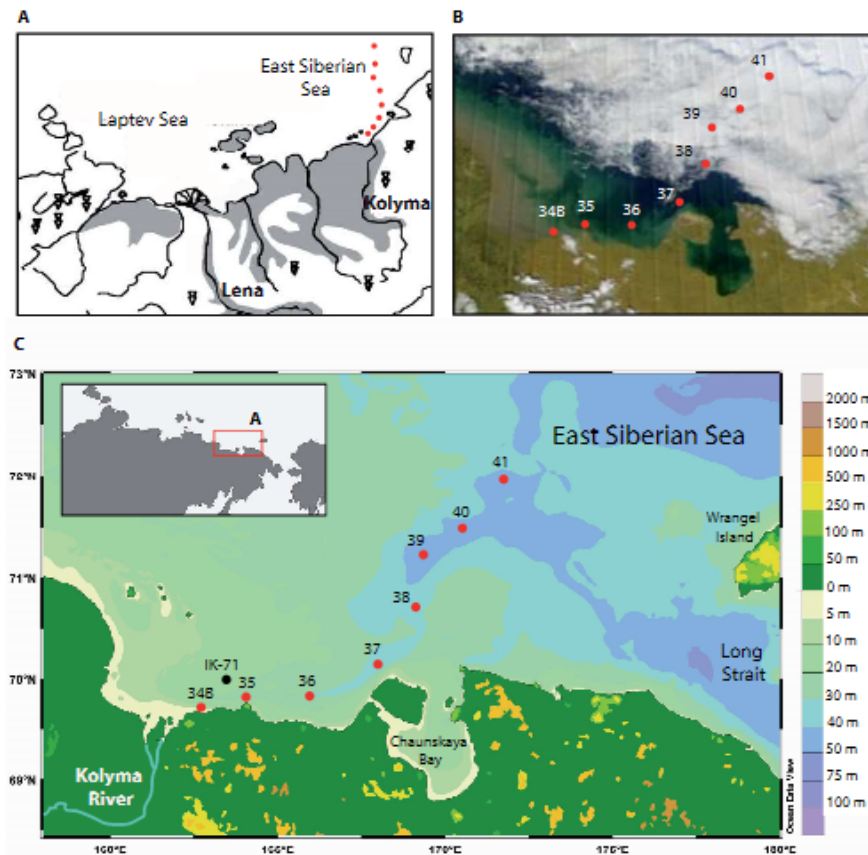 A
East Siberian
Sea
Laptev Sea
Kolyma
Lena
B
41
40
39
38
37
34B
35
36
C
73°N
72°N
71°N
70°N
69°N
A
East Siberian Sea
41
40
39
38
37
36
35
34B
IK-71
Wrangel
Island
Long
Strait
Chaunskaya
Bay
Kolyma
River
160°E
165°E
170°E
175°E
180°E
2000 m
1500 m
1000 m
500 m
250 m
100 m
50 m
0 m
5 m
10 m
20 m
30 m
40 m
50 m
75 m
100 m
Ocean Data View